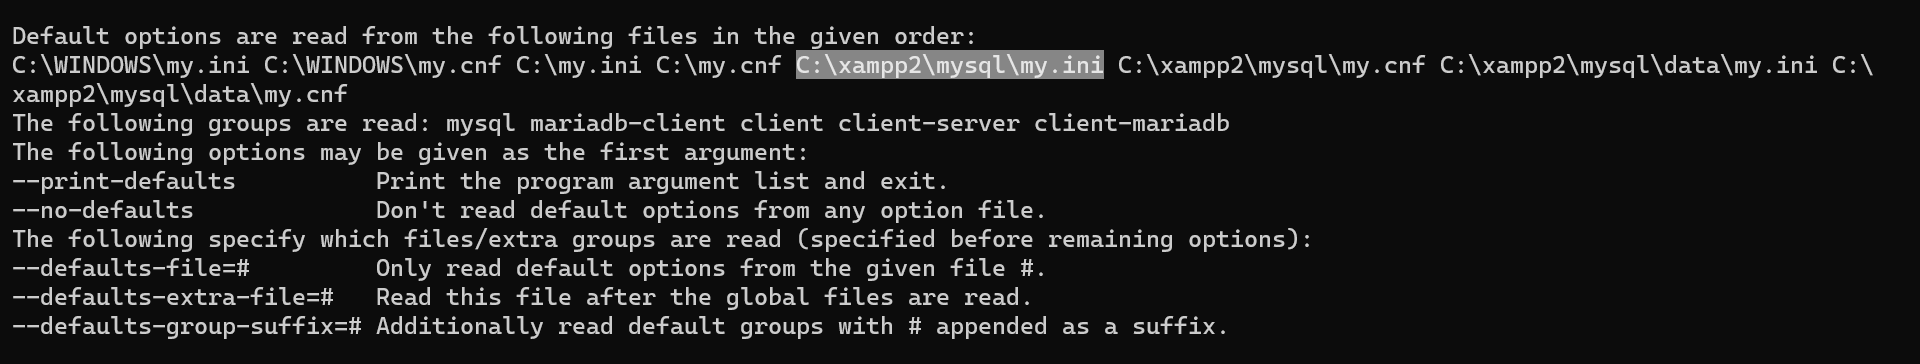 Default options are read from the following files in the given order:
C:\WINDOWS\my.ini C:\WINDOWS\my.cnf C:\my.ini C:\my.cnf C:\xampp2\mysql\my.ini C:\xampp2\mysql\my.cnf C:\xampp2\mysql\data\my.ini C:\
xampp2\mysql\data\my.cnf
The following groups are read: mysql mariadb-client client client-server client-mariadb
The following options may be given as the first argument:
--print-defaults          Print the program argument list and exit.
--no-defaults             Don't read default options from any option file.
The following specify which files/extra groups are read (specified before remaining options):
--defaults-file=#         Only read default options from the given file #.
--defaults-extra-file=#   Read this file after the global files are read.
--defaults-group-suffix=# Additionally read default groups with # appended as a suffix.